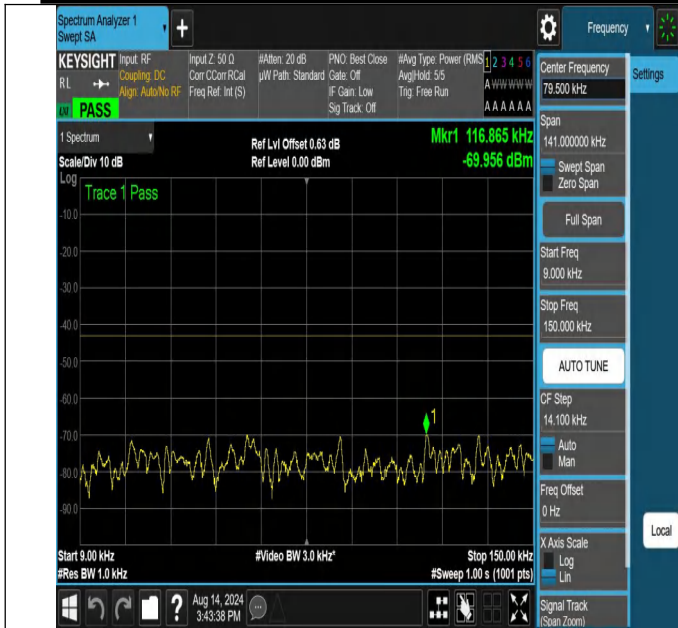 Spectrum Analyzer 1
Swept SA
Frequency
KEYSIGHT
RL
PASS
Input: RF
Coupling: DC
Align: Auto/No RF
Input Z: 50 Ω
Corr CCorr RCal
Freq Ref: Int (S)
#Atten: 20 dB
µW Path: Standard
PNO: Best Close
Gate: Off
IF Gain: Low
Sig Track: Off
#Avg Type: Power (RMS
Avg|Hold: 5/5
Trig: Free Run
1 2 3 4 5 6
A W W W W W
A A A A A A
1 Spectrum
Scale/Div 10 dB
Log
Ref Lvl Offset 0.63 dB
Ref Level 0.00 dBm
Mkr1 116.865 kHz
-69.956 dBm
Trace 1 Pass
-10.0
-20.0
-30.0
-40.0
-50.0
-60.0
-70.0
-80.0
-90.0
1
Start 9.00 kHz
#Res BW 1.0 kHz
#Video BW 3.0 kHz*
Stop 150.00 kHz
#Sweep 1.00 s (1001 pts)
Aug 14, 2024
3:43:38 PM
Center Frequency
79.500 kHz
Settings
Span
141.000000 kHz
Swept Span
Zero Span
Full Span
Start Freq
9.000 kHz
Stop Freq
150.000 kHz
AUTO TUNE
CF Step
14.100 kHz
Auto
Man
Freq Offset
0 Hz
X Axis Scale
Log
Lin
Local
Signal Track
(Span Zoom)